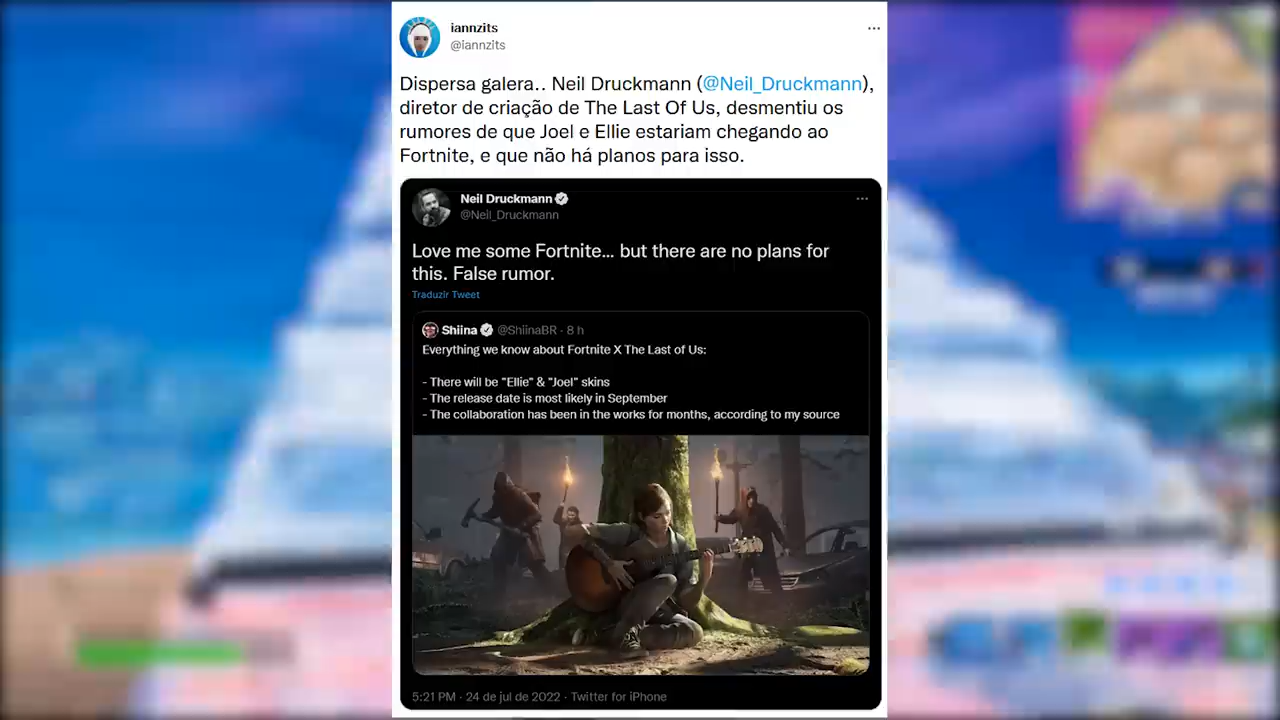 iannzits
@iannzits
Dispersa galera.. Neil Druckmann (@Neil_Druckmann),
diretor de criação de The Last Of Us, desmentiu os
rumores de que Joel e Ellie estariam chegando ao
Fortnite, e que não há planos para isso.
Neil Druckmann
@Neil_Druckmann
Love me some Fortnite... but there are no plans for
this. False rumor.
Traduzir Tweet
Shiina @ShiinaBR · 8 h
Everything we know about Fortnite X The Last of Us:
- There will be "Ellie" & "Joel" skins
- The release date is most likely in September
- The collaboration has been in the works for months, according to my source
5:21 PM · 24 de jul de 2022 · Twitter for iPhone